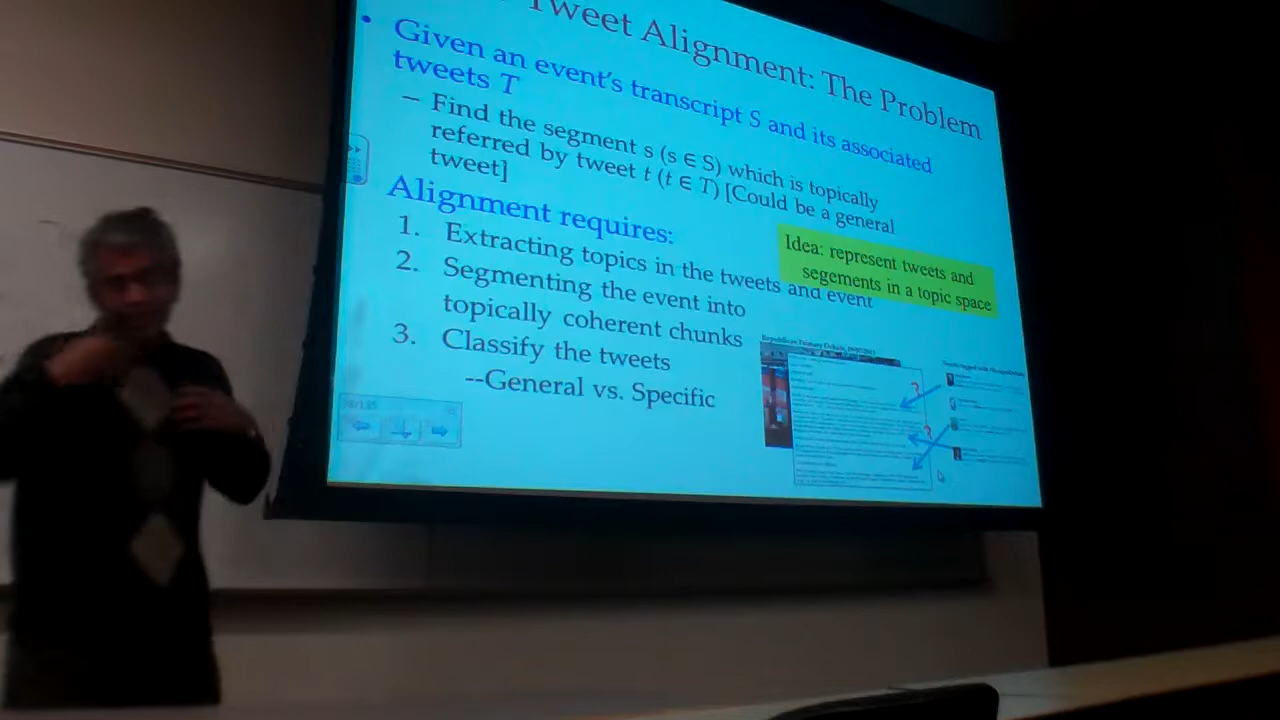 Tweet Alignment: The Problem
• Given an event's transcript S and its associated
tweets T
– Find the segment s (s ∈ S) which is topically
referred by tweet t (t ∈ T) [Could be a general
tweet]
Alignment requires:
1. Extracting topics in the tweets and event
2. Segmenting the event into
topically coherent chunks
3. Classify the tweets
--General vs. Specific
Idea: represent tweets and
segements in a topic space
Republican Primary Debate,
?
?